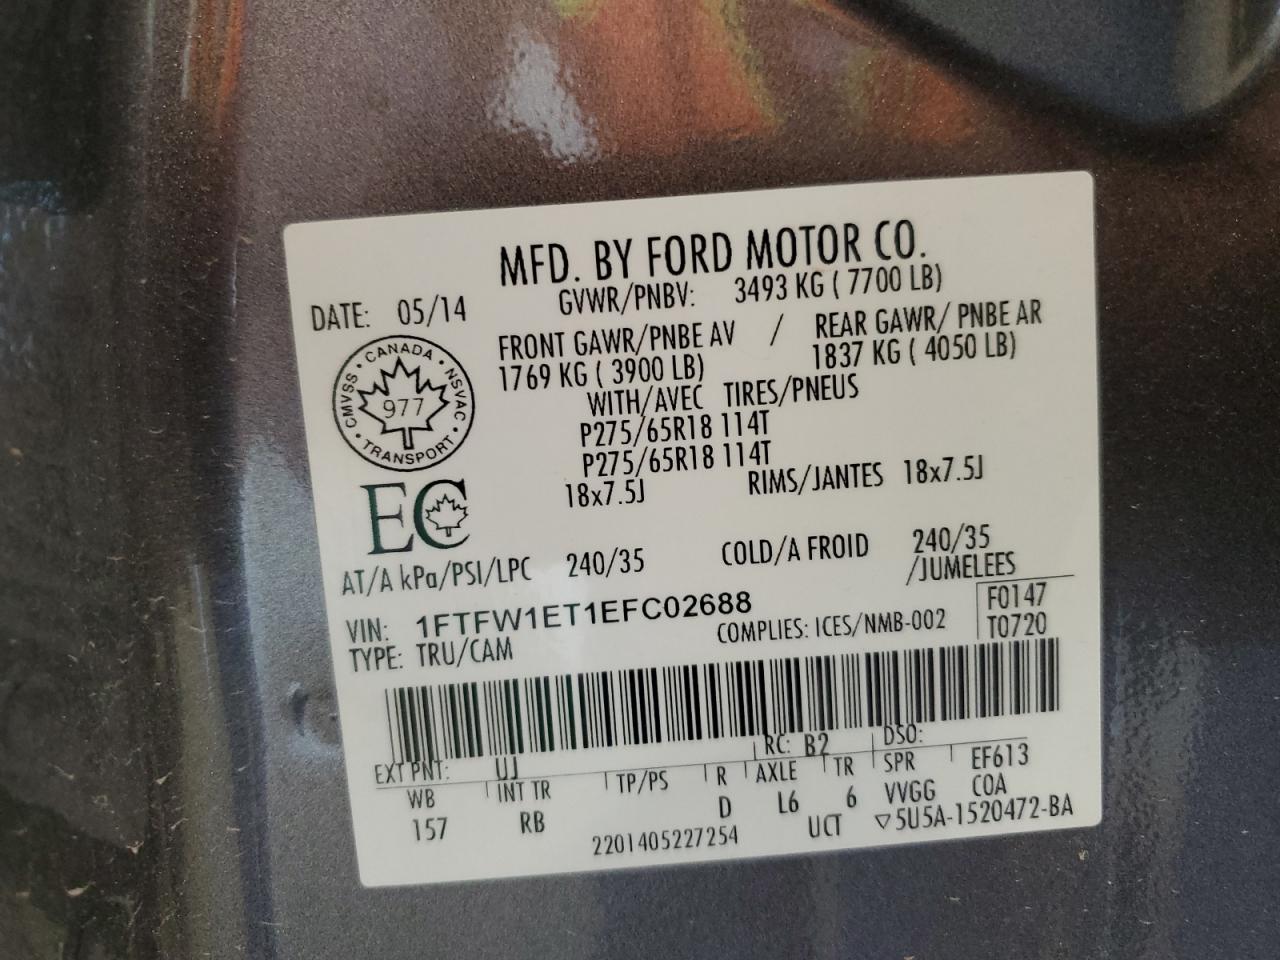 MFD. BY FORD MOTOR CO.
DATE: 05/14
GVWR/PNBV: 3493 KG ( 7700 LB)
FRONT GAWR/PNBE AV / REAR GAWR/ PNBE AR
1769 KG ( 3900 LB) 1837 KG ( 4050 LB)
WITH/AVEC TIRES/PNEUS
P275/65R18 114T
P275/65R18 114T
18x7.5J RIMS/JANTES 18x7.5J
CANADA
CMVSS NSVAC
977
TRANSPORT
EC
AT/A kPa/PSI/LPC 240/35 COLD/A FROID 240/35
/JUMELEES
VIN: 1FTFW1ET1EFC02688
F0147
TYPE: TRU/CAM COMPLIES: ICES/NMB-002 T0720
EXT PNT: UJ RC: B2 DSO:
WB INT TR TP/PS R AXLE TR SPR EF613
157 RB D L6 6 VVGG COA
2201405227254 UCT ▽5U5A-1520472-BA